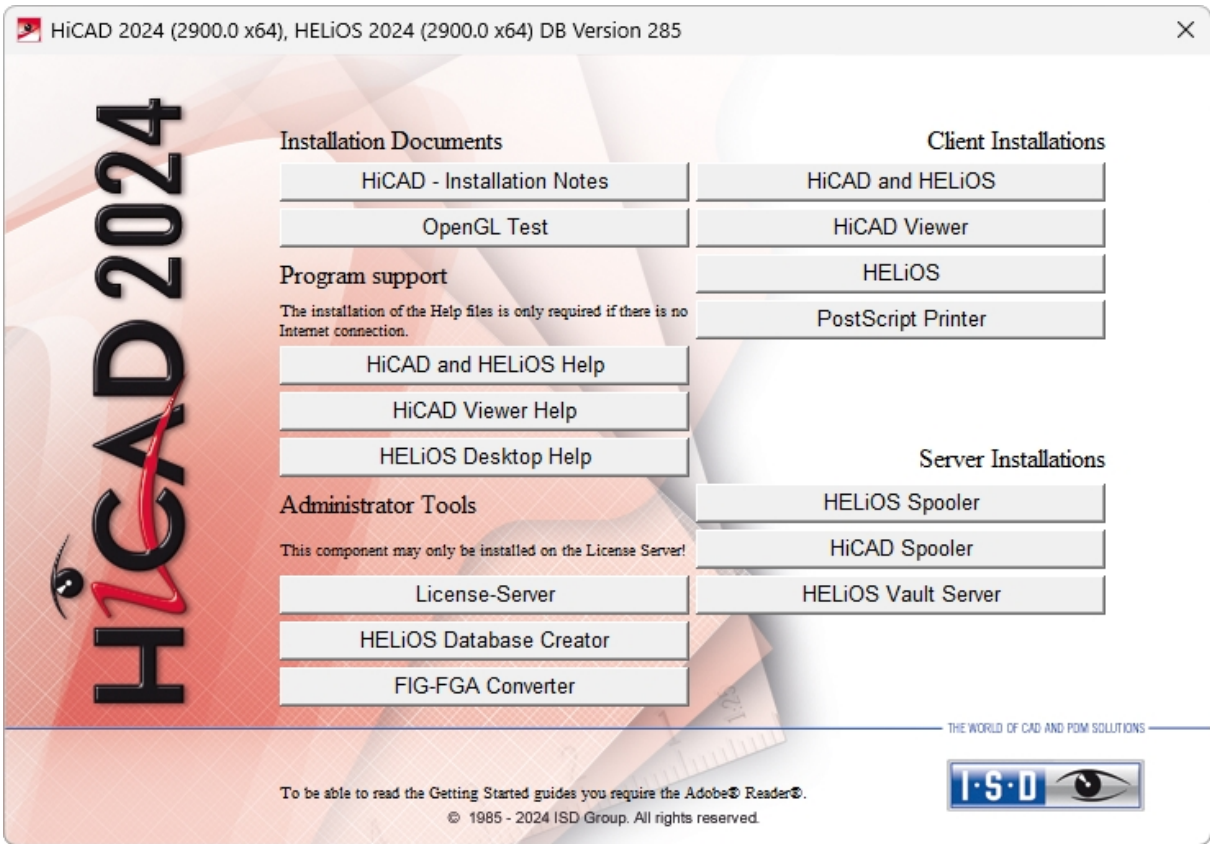 HiCAD 2024 (2900.0 x64), HELiOS 2024 (2900.0 x64) DB Version 285
HiCAD 2024
Installation Documents
HiCAD - Installation Notes
OpenGL Test
Program support
The installation of the Help files is only required if there is no
Internet connection.
HiCAD and HELiOS Help
HiCAD Viewer Help
HELiOS Desktop Help
Administrator Tools
This component may only be installed on the License Server!
License-Server
HELiOS Database Creator
FIG-FGA Converter
Client Installations
HiCAD and HELiOS
HiCAD Viewer
HELiOS
PostScript Printer
Server Installations
HELiOS Spooler
HiCAD Spooler
HELiOS Vault Server
THE WORLD OF CAD AND PDM SOLUTIONS
I·S·D
To be able to read the Getting Started guides you require the Adobe® Reader®.
© 1985 - 2024 ISD Group. All rights reserved.